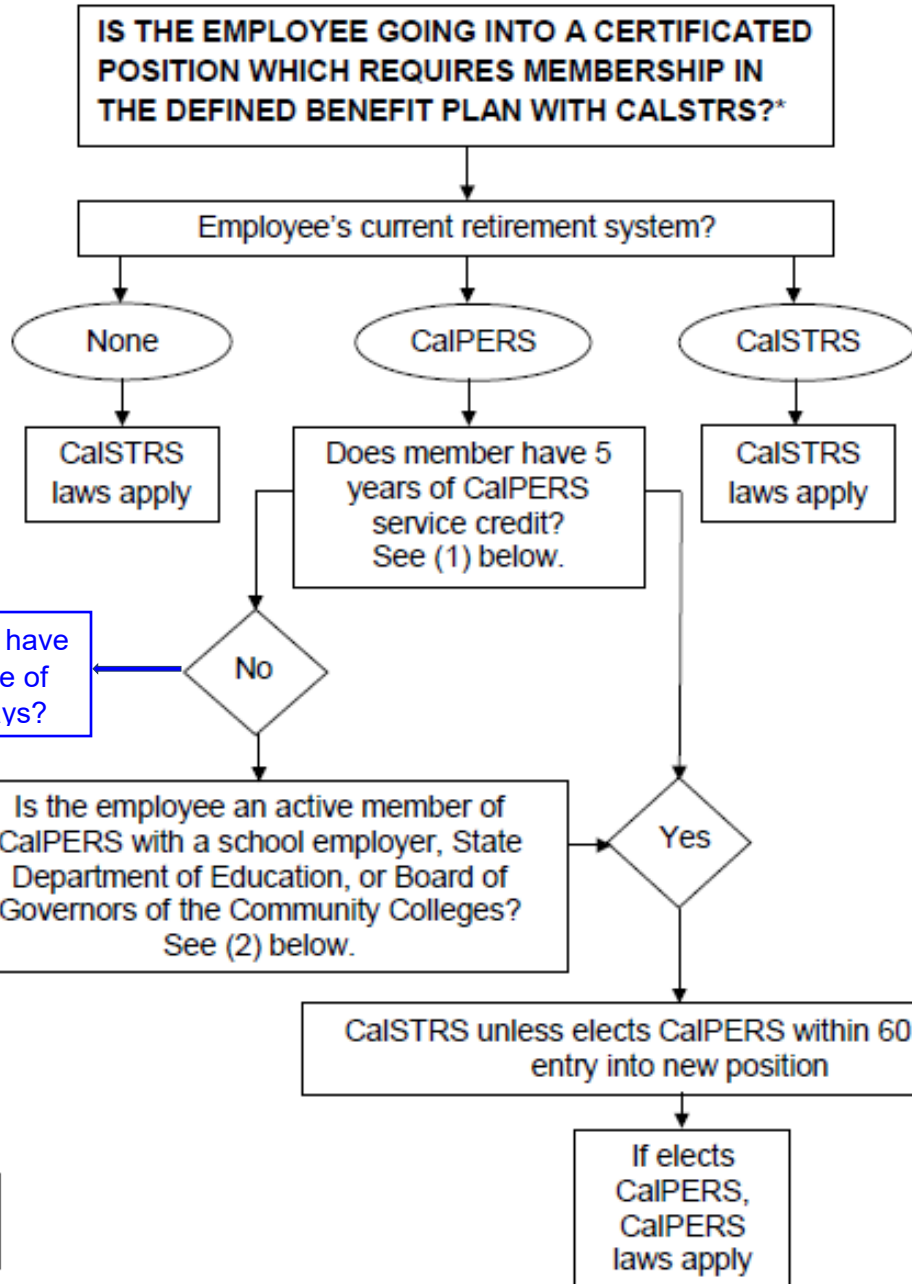 IS THE EMPLOYEE GOING INTO A CERTIFICATED
POSITION WHICH REQUIRES MEMBERSHIP IN
THE DEFINED BENEFIT PLAN WITH CALSTRS?*
Employee's current retirement system?
None
CalPERS
CalSTRS
CalSTRS
laws apply
Does member have 5
years of CalPERS
service credit?
See (1) below.
CalSTRS
laws apply
have
of
No
Is the employee an active member of
CalPERS with a school employer, State
Department of Education, or Board of
Governors of the Community Colleges?
See (2) below.
Yes
CalSTRS unless elects CalPERS within 60
entry into new position
If elects
CalPERS,
CalPERS
laws apply